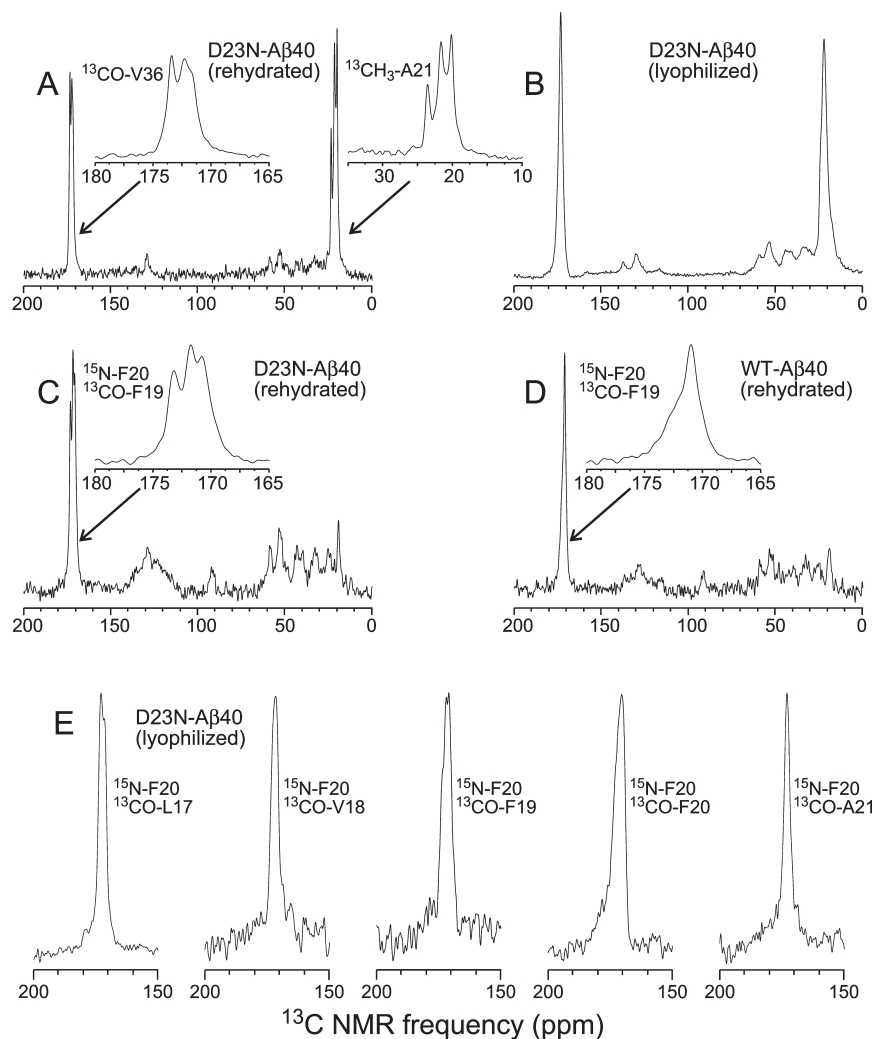 A
¹³CO-V36
D23N-Aβ40
(rehydrated)
¹³CH₃-A21
180 175 170 165
30 20 10
200 150 100 50 0
B
D23N-Aβ40
(lyophilized)
200 150 100 50 0
C
¹⁵N-F20
¹³CO-F19
D23N-Aβ40
(rehydrated)
180 175 170 165
200 150 100 50 0
D
¹⁵N-F20
¹³CO-F19
WT-Aβ40
(rehydrated)
180 175 170 165
200 150 100 50 0
E
D23N-Aβ40
(lyophilized)
¹⁵N-F20
¹³CO-L17
200 150
¹⁵N-F20
¹³CO-V18
200 150
¹⁵N-F20
¹³CO-F19
200 150
¹⁵N-F20
¹³CO-F20
200 150
¹⁵N-F20
¹³CO-A21
200 150
¹³C NMR frequency (ppm)